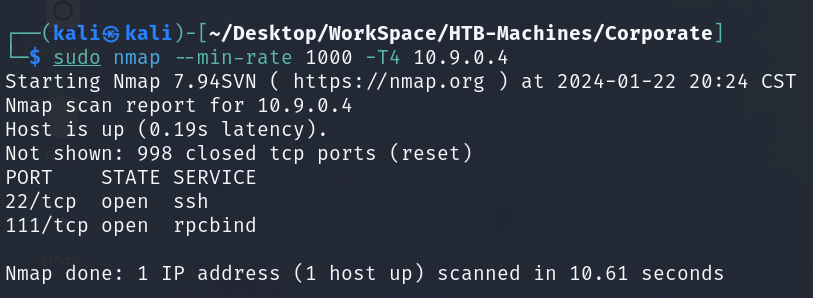 ┌──(kali㉿kali)-[~/Desktop/WorkSpace/HTB-Machines/Corporate]
└─$ sudo nmap --min-rate 1000 -T4 10.9.0.4
Starting Nmap 7.94SVN ( https://nmap.org ) at 2024-01-22 20:24 CST
Nmap scan report for 10.9.0.4
Host is up (0.19s latency).
Not shown: 998 closed tcp ports (reset)
PORT    STATE SERVICE
22/tcp  open  ssh
111/tcp open  rpcbind
Home
Nmap done: 1 IP address (1 host up) scanned in 10.61 seconds